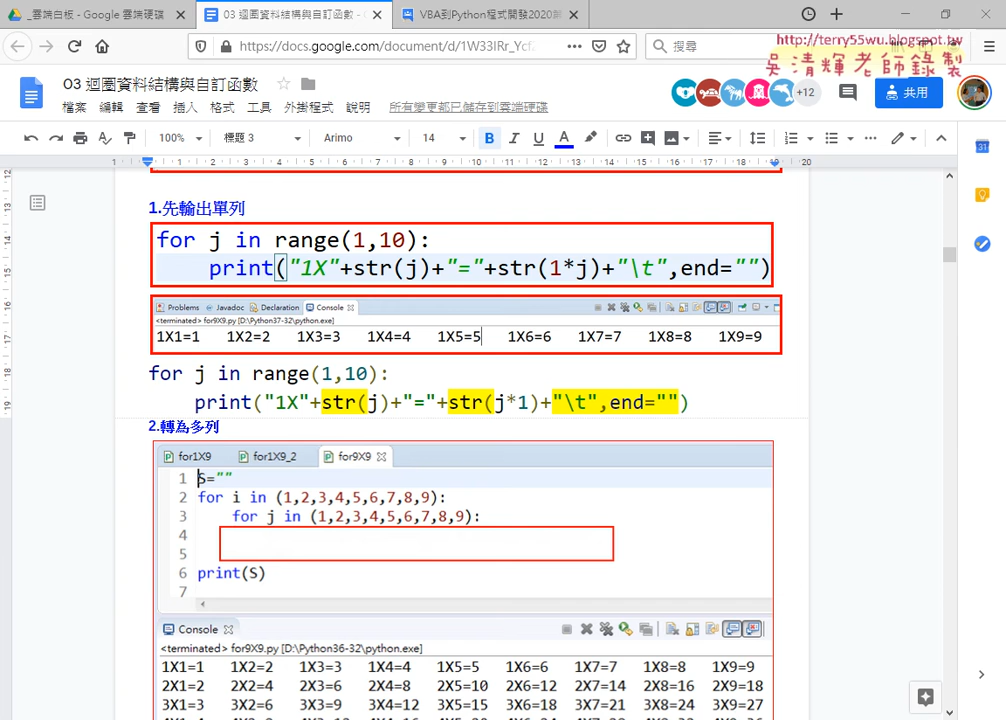 _雲端白板 - Google 雲端硬碟
03 迴圈資料結構與自訂函數 - G
VBA到Python程式開發2020
https://docs.google.com/document/d/1W33IRr_Ycf
搜尋
http://terry55wu.blogspot.tw
吳清輝老師錄製
03 迴圈資料結構與自訂函數
檔案 編輯 查看 插入 格式 工具 外掛程式 說明 所有變更都已儲存到雲端硬碟
+12
共用
100% 標題 3 Arimo 14 B I U A
1.先輸出單列
for j in range(1,10):
print("1X"+str(j)+"="+str(1*j)+"\t",end="")
Problems Javadoc Declaration Console
<terminated> for9X9.py [D:\Python37-32\python.exe]
1X1=1 1X2=2 1X3=3 1X4=4 1X5=5 1X6=6 1X7=7 1X8=8 1X9=9
for j in range(1,10):
print("1X"+str(j)+"="+str(j*1)+"\t",end="")
2.轉為多列
for1X9 for1X9_2 for9X9
1 S=""
2 for i in (1,2,3,4,5,6,7,8,9):
3 for j in (1,2,3,4,5,6,7,8,9):
4
5
6 print(S)
7
Console
<terminated> for9X9.py [D:\Python36-32\python.exe]
1X1=1 1X2=2 1X3=3 1X4=4 1X5=5 1X6=6 1X7=7 1X8=8 1X9=9
2X1=2 2X2=4 2X3=6 2X4=8 2X5=10 2X6=12 2X7=14 2X8=16 2X9=18
3X1=3 3X2=6 3X3=9 3X4=12 3X5=15 3X6=18 3X7=21 3X8=24 3X9=27